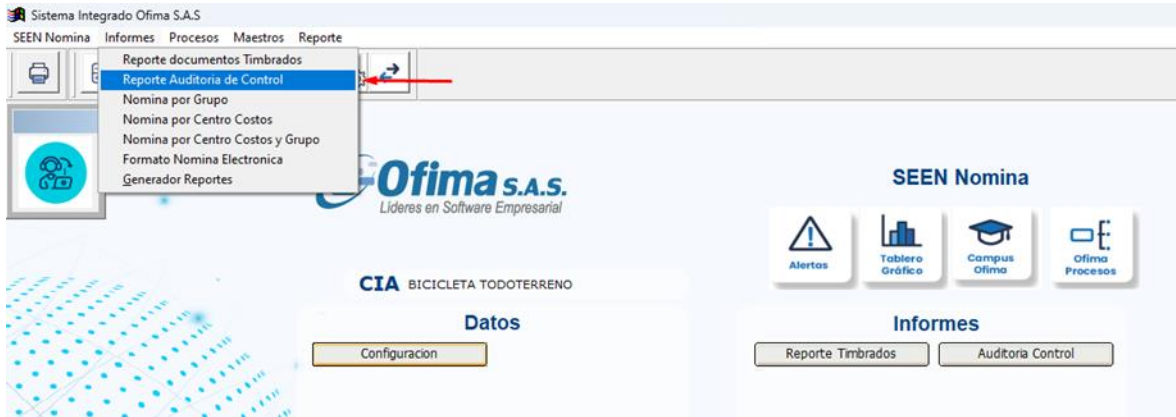 Sistema Integrado Ofima S.A.S
SEEN Nomina Informes Procesos Maestros Reporte
Reporte documentos Timbrados
Reporte Auditoria de Control
Nomina por Grupo
Nomina por Centro Costos
Nomina por Centro Costos y Grupo
Formato Nomina Electronica
Generador Reportes
Ofima S.A.S.
Líderes en Software Empresarial
SEEN Nomina
Alertas
Tablero Gráfico
Campus Ofima
Ofima Procesos
CIA BICICLETA TODOTERRENO
Datos
Informes
Configuracion
Reporte Timbrados
Auditoria Control